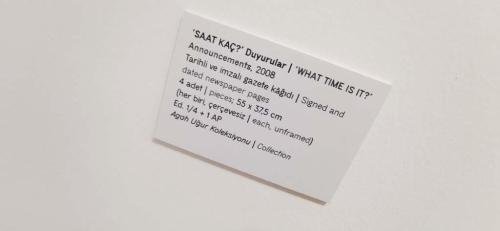 ‘SAAT KAÇ?’ Duyurular | ‘WHAT TIME IS IT?’
Announcements, 2008
Tarihli ve imzalı gazete kâğıdı | Signed and
dated newspaper pages
4 adet | pieces; 55 x 37,5 cm
(her biri, çerçevesiz | each, unframed)
Ed. 1/4 + 1 AP
Agah Uğur Koleksiyonu | Collection